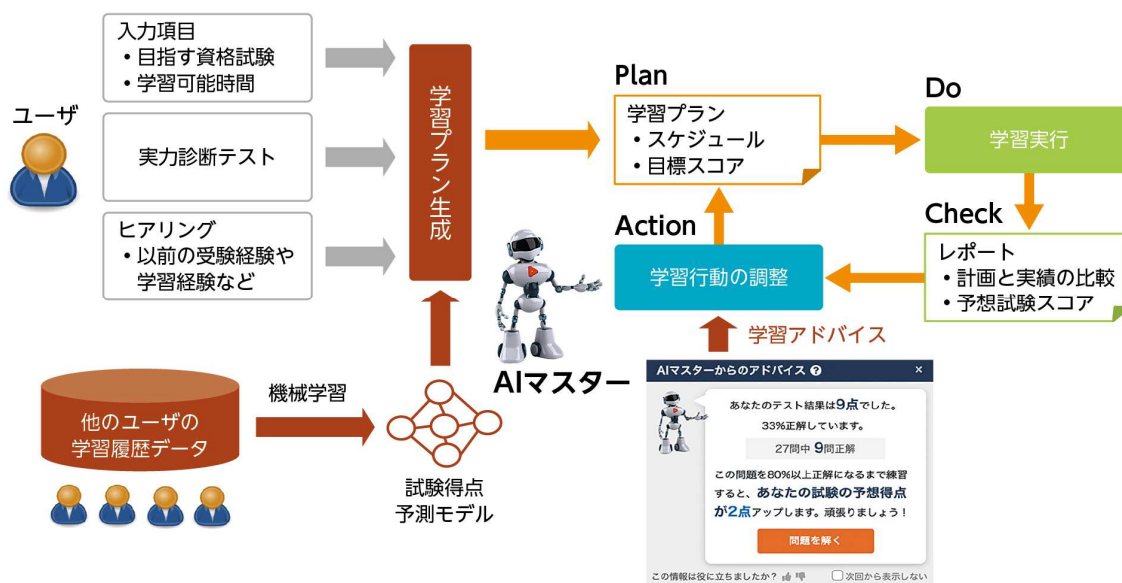 ユーザ
入力項目
・目指す資格試験
・学習可能時間
実力診断テスト
ヒアリング
・以前の受験経験や
学習経験など
学習プラン生成
Plan
学習プラン
・スケジュール
・目標スコア
Do
学習実行
Check
レポート
・計画と実績の比較
・予想試験スコア
Action
学習行動の調整
学習アドバイス
AIマスター
他のユーザの
学習履歴データ
機械学習
試験得点
予測モデル
AIマスターからのアドバイス ? ×
あなたのテスト結果は9点でした。
33%正解しています。
27問中 9問正解
この問題を80%以上正解になるまで練習
すると、あなたの試験の予想得点
が2点アップします。頑張りましょう！
問題を解く
この情報は役に立ちましたか？
次回から表示しない